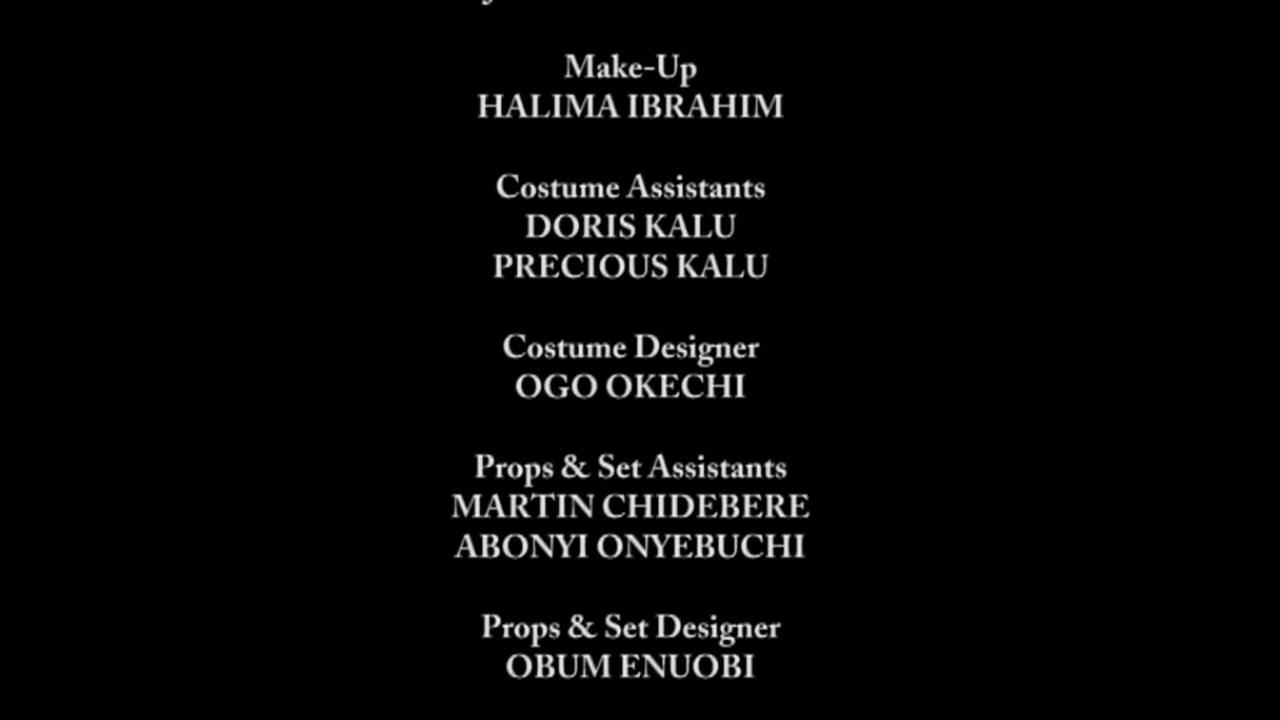 Make-Up
HALIMA IBRAHIM
Costume Assistants
DORIS KALU
PRECIOUS KALU
Costume Designer
OGO OKECHI
Props & Set Assistants
MARTIN CHIDEBERE
ABONYI ONYEBUCHI
Props & Set Designer
OBUM ENUOBI